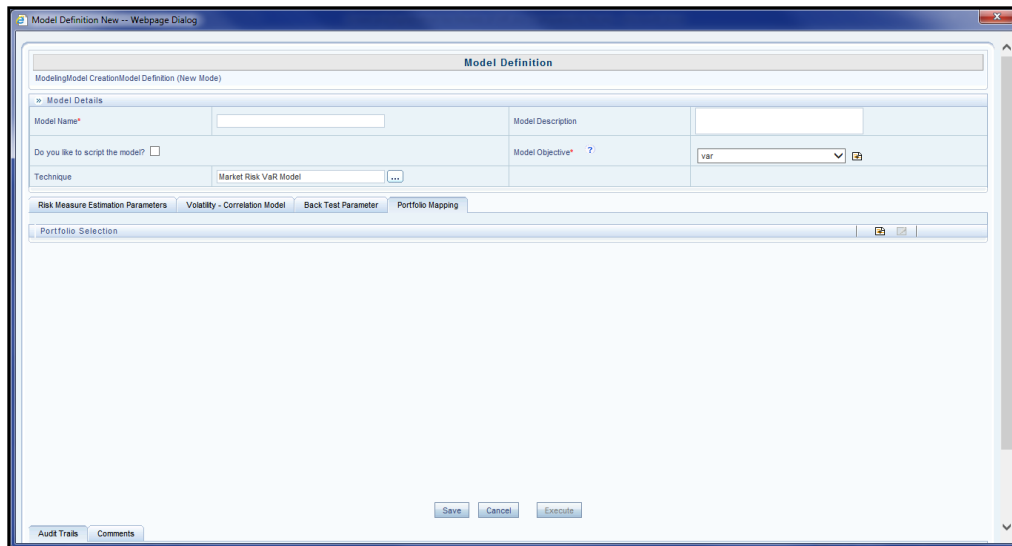 Model Definition New -- Webpage Dialog
x
Model Definition
ModelingModel CreationModel Definition (New Mode)
» Model Details
Model Name* Model Description
Do you like to script the model? Model Objective* ? var
Technique Market Risk VaR Model ...
Risk Measure Estimation Parameters Volatility - Correlation Model Back Test Parameter Portfolio Mapping
Portfolio Selection
Save Cancel Execute
Audit Trails Comments